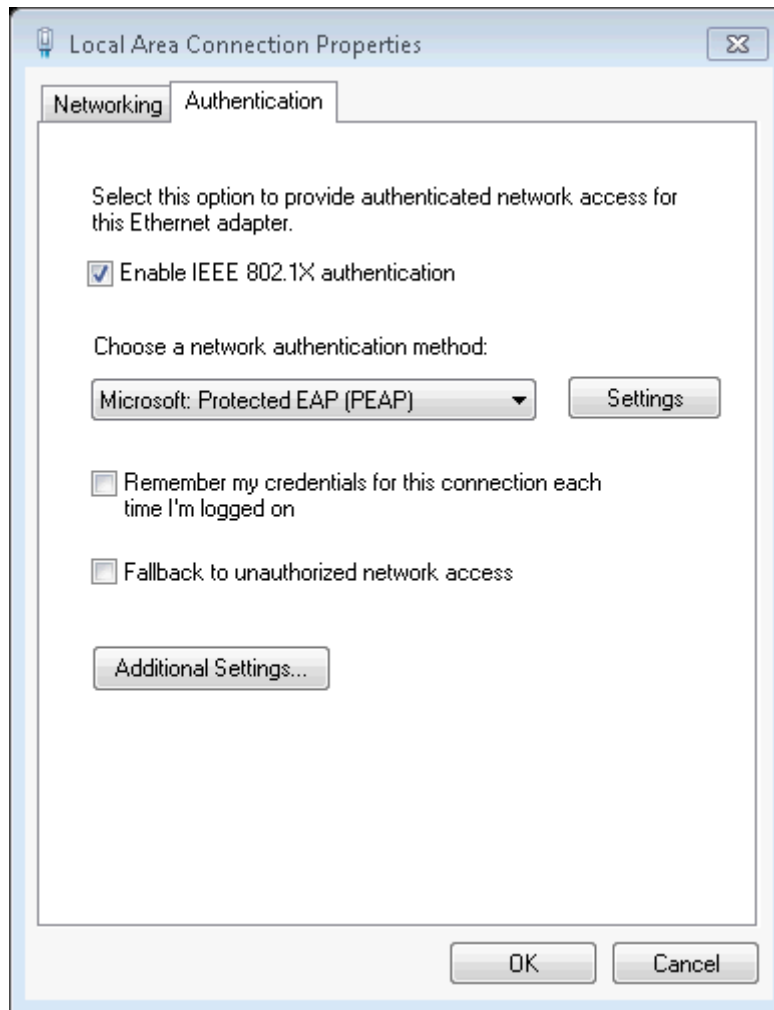 Local Area Connection Properties
Networking
Authentication
Select this option to provide authenticated network access for
this Ethernet adapter.
Enable IEEE 802.1X authentication
Choose a network authentication method:
Microsoft: Protected EAP (PEAP)
Settings
Remember my credentials for this connection each
time I'm logged on
Fallback to unauthorized network access
Additional Settings...
OK
Cancel